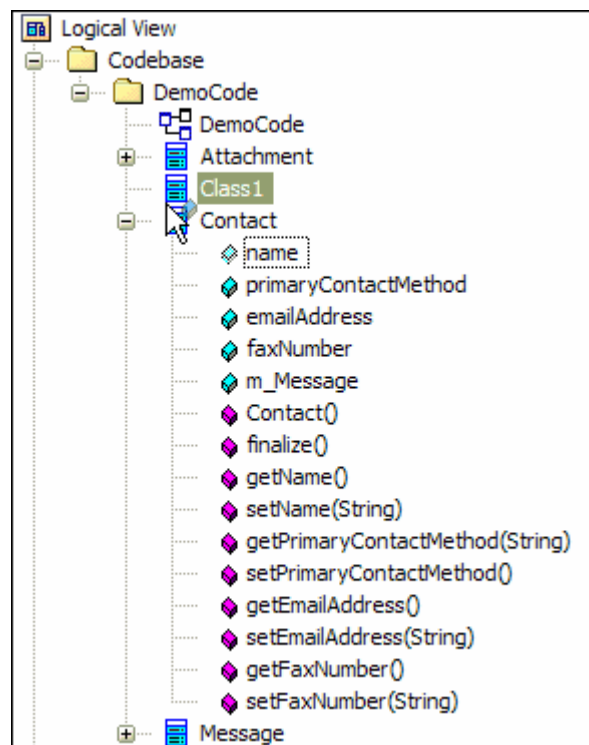 Logical View
Codebase
DemoCode
DemoCode
Attachment
Class1
Contact
name
primaryContactMethod
emailAddress
faxNumber
m_Message
Contact()
finalize()
getName()
setName(String)
getPrimaryContactMethod(String)
setPrimaryContactMethod()
getEmailAddress()
setEmailAddress(String)
getFaxNumber()
setFaxNumber(String)
Message